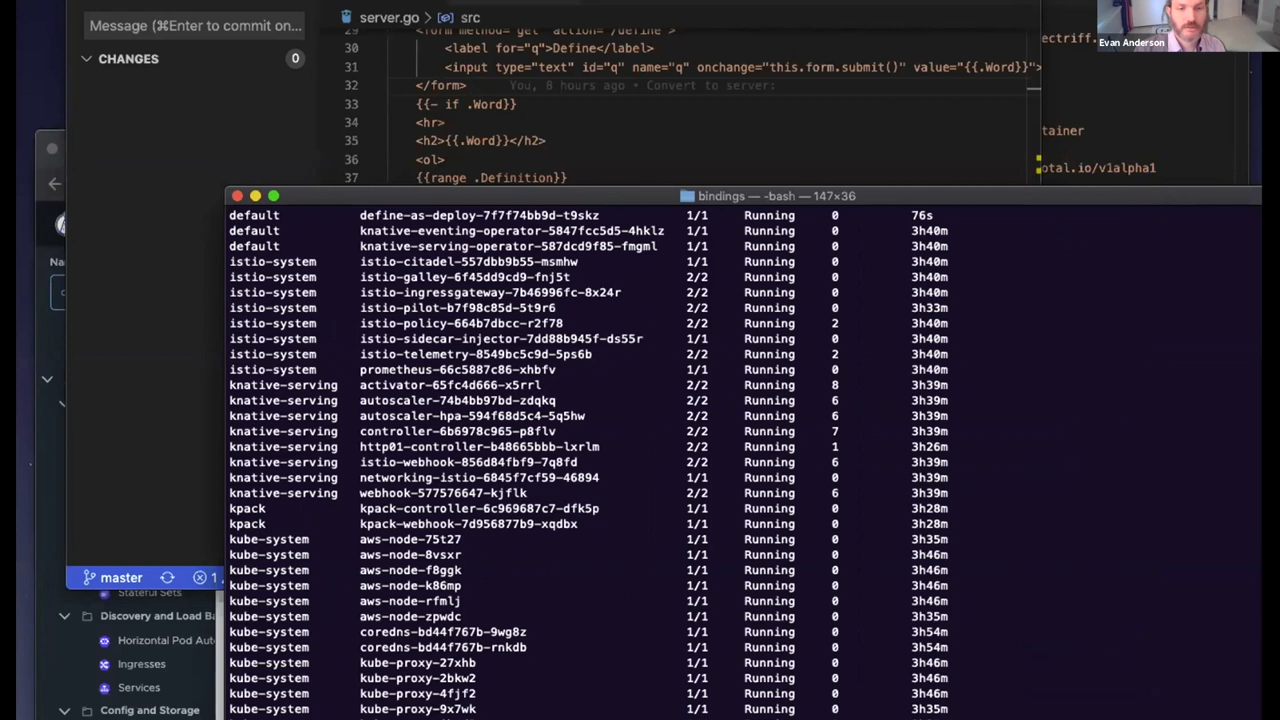 Message (⌘Enter to commit on...
CHANGES 0
server.go > src
29 <form method="get" action="/define">
30 <label for="q">Define</label>
31 <input type="text" id="q" name="q" onchange="this.form.submit()" value="{{.Word}}">
32 </form> You, 8 hours ago • Convert to server:
33 {{- if .Word}}
34 <hr>
35 <h2>{{.Word}}</h2>
36 <ol>
37 {{range .Definition}}
Evan Anderson
ectriff.
tainer
otal.io/v1alpha1
Na
bindings — -bash — 147×36
default define-as-deploy-7f7f74bb9d-t9skz 1/1 Running 0 76s
default knative-eventing-operator-5847fcc5d5-4hklz 1/1 Running 0 3h40m
default knative-serving-operator-587dcd9f85-fmgml 1/1 Running 0 3h40m
istio-system istio-citadel-557dbb9b55-msmhw 1/1 Running 0 3h40m
istio-system istio-galley-6f45dd9cd9-fnj5t 2/2 Running 0 3h40m
istio-system istio-ingressgateway-7b46996fc-8x24r 2/2 Running 0 3h40m
istio-system istio-pilot-b7f98c85d-5t9r6 2/2 Running 0 3h33m
istio-system istio-policy-664b7dbcc-r2f78 2/2 Running 2 3h40m
istio-system istio-sidecar-injector-7dd88b945f-ds55r 1/1 Running 0 3h40m
istio-system istio-telemetry-8549bc5c9d-5ps6b 2/2 Running 2 3h40m
istio-system prometheus-66c5887c86-xhbfv 1/1 Running 0 3h40m
knative-serving activator-65fc4d666-x5rrl 2/2 Running 8 3h39m
knative-serving autoscaler-74b4bb97bd-zdqkq 2/2 Running 6 3h39m
knative-serving autoscaler-hpa-594f68d5c4-5q5hw 2/2 Running 6 3h39m
knative-serving controller-6b6978c965-p8flv 2/2 Running 7 3h39m
knative-serving http01-controller-b48665bbb-lxrlm 2/2 Running 1 3h26m
knative-serving istio-webhook-856d84fbf9-7q8fd 2/2 Running 6 3h39m
knative-serving networking-istio-6845f7cf59-46894 1/1 Running 0 3h39m
knative-serving webhook-577576647-kjflk 2/2 Running 6 3h39m
kpack kpack-controller-6c969687c7-dfk5p 1/1 Running 0 3h28m
kpack kpack-webhook-7d956877b9-xqdbx 1/1 Running 0 3h28m
kube-system aws-node-75t27 1/1 Running 0 3h35m
kube-system aws-node-8vsxr 1/1 Running 0 3h46m
kube-system aws-node-f8ggk 1/1 Running 0 3h46m
kube-system aws-node-k86mp 1/1 Running 0 3h46m
kube-system aws-node-rfmlj 1/1 Running 0 3h46m
kube-system aws-node-zpwdc 1/1 Running 0 3h35m
kube-system coredns-bd44f767b-9wg8z 1/1 Running 0 3h54m
kube-system coredns-bd44f767b-rnkdb 1/1 Running 0 3h54m
kube-system kube-proxy-27xhb 1/1 Running 0 3h46m
kube-system kube-proxy-2bkw2 1/1 Running 0 3h46m
kube-system kube-proxy-4fjf2 1/1 Running 0 3h46m
kube-system kube-proxy-9x7wk 1/1 Running 0 3h35m
master 1
Stateful Sets
Discovery and Load Ba
Horizontal Pod Aut
Ingresses
Services
Config and Storage